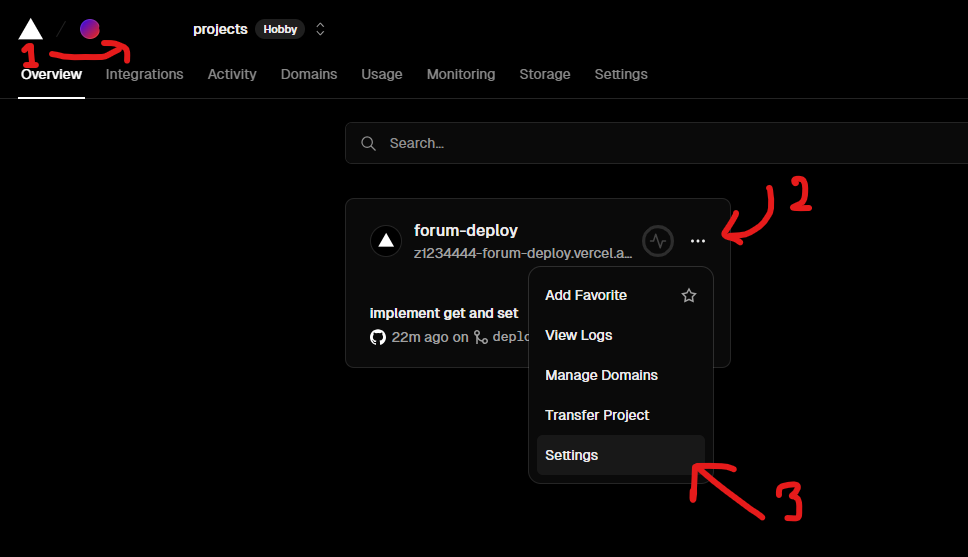 projects Hobby
1
Overview Integrations Activity Domains Usage Monitoring Storage Settings
Search...
2
forum-deploy
z1234444-forum-deploy.vercel.a...
Add Favorite
implement get and set
View Logs
22m ago on deplo
Manage Domains
Transfer Project
Settings
3